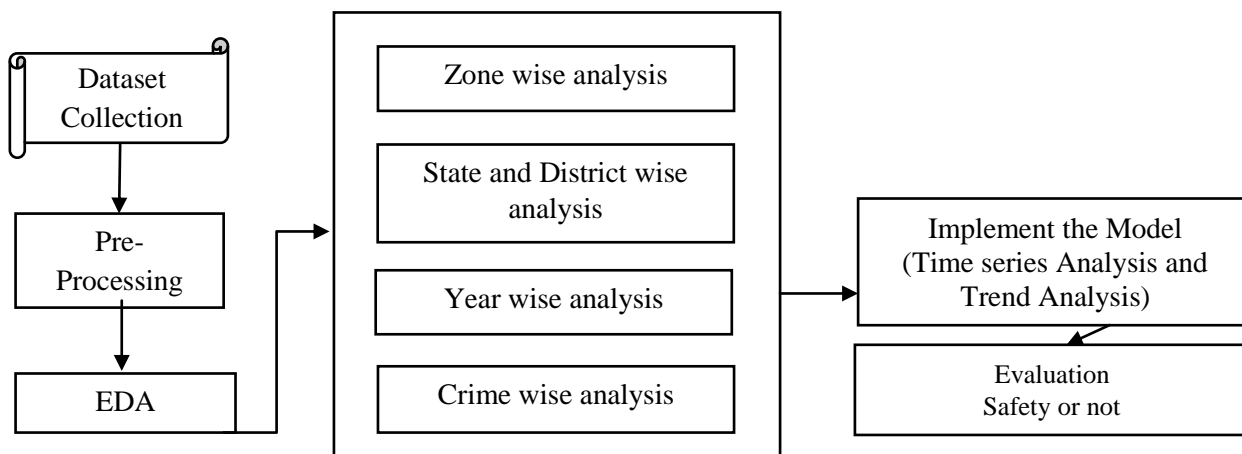 Dataset
Collection
Pre-
Processing
EDA
Zone wise analysis
State and District wise
analysis
Year wise analysis
Crime wise analysis
Implement the Model
(Time series Analysis and
Trend Analysis)
Evaluation
Safety or not